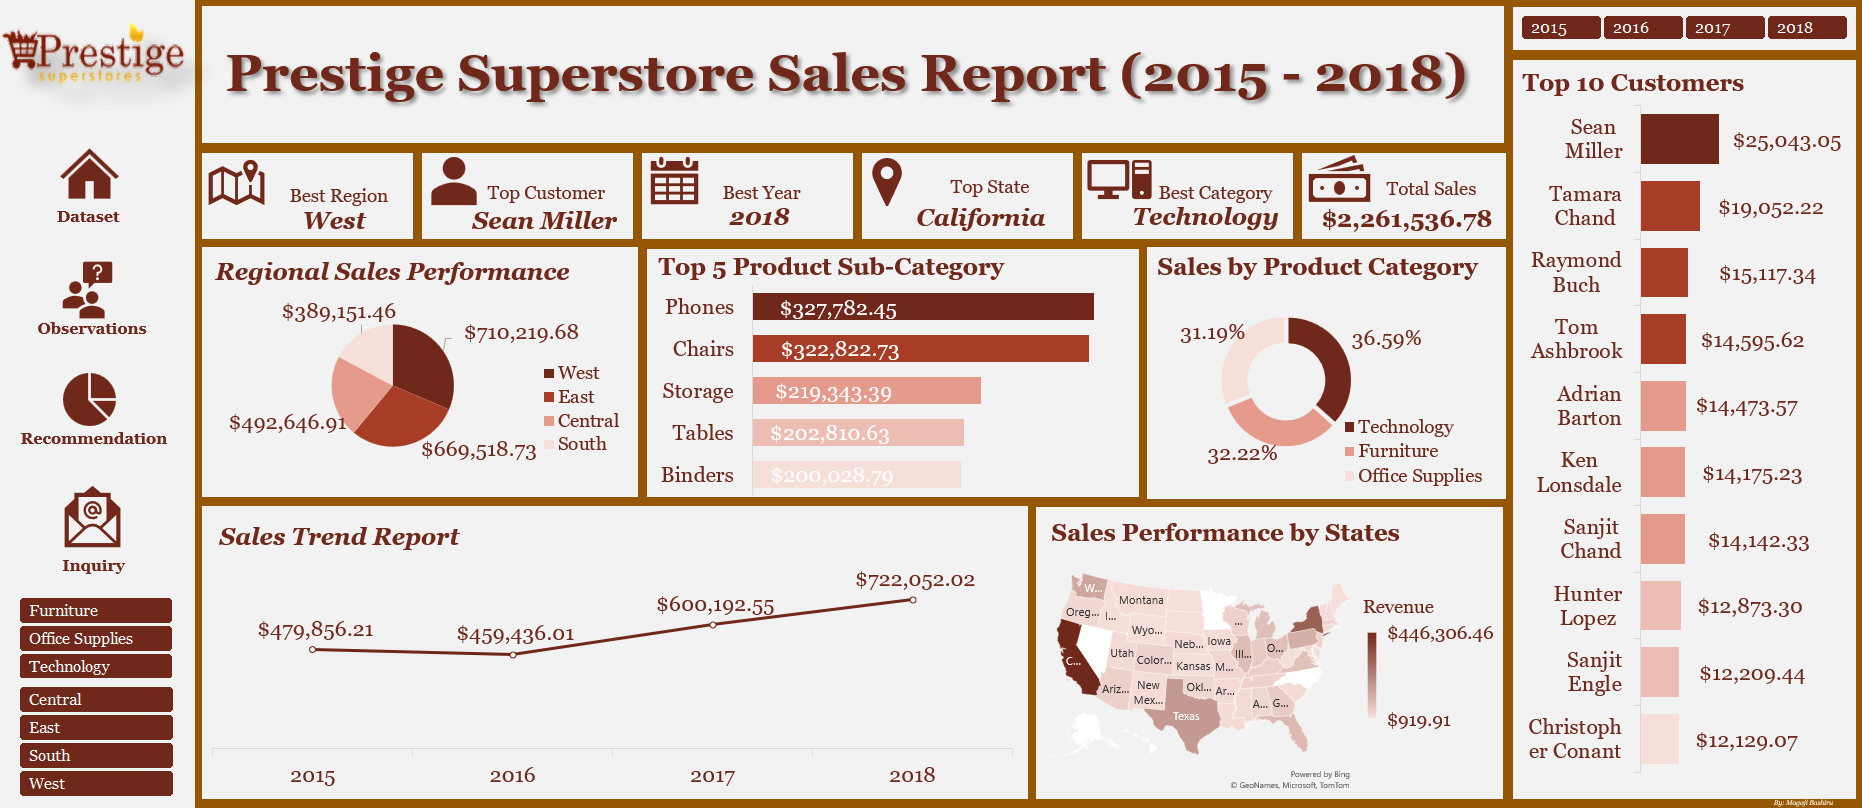 Prestige
superstores
Dataset
?
Observations
Recommendation
@
Inquiry
Furniture
Office Supplies
Technology
Central
East
South
West
Prestige Superstore Sales Report (2015 - 2018)
Best Region
West
Top Customer
Sean Miller
Best Year
2018
Top State
California
Best Category
Technology
Total Sales
$2,261,536.78
Regional Sales Performance
$389,151.46
$710,219.68
$492,646.91
$669,518.73
West
East
Central
South
Top 5 Product Sub-Category
Phones $327,782.45
Chairs $322,822.73
Storage $219,343.39
Tables $202,810.63
Binders $200,028.79
Sales by Product Category
31.19%
36.59%
32.22%
Technology
Furniture
Office Supplies
Sales Trend Report
$479,856.21
$459,436.01
$600,192.55
$722,052.02
2015 2016 2017 2018
Sales Performance by States
W...
Montana
Oreg...
I...
Wyo...
...
Neb...
Iowa
Utah
Color...
Kansas
M...
Ill...
O...
Ariz...
New
Mex...
Okl...
Ar...
A...
G...
C...
Texas
Revenue
$446,306.46
$919.91
Powered by Bing
© GeoNames, Microsoft, TomTom
2015 2016 2017 2018
Top 10 Customers
Sean
Miller
$25,043.05
Tamara
Chand
$19,052.22
Raymond
Buch
$15,117.34
Tom
Ashbrook
$14,595.62
Adrian
Barton
$14,473.57
Ken
Lonsdale
$14,175.23
Sanjit
Chand
$14,142.33
Hunter
Lopez
$12,873.30
Sanjit
Engle
$12,209.44
Christoph
er Conant
$12,129.07
By: Magaji Bashiru